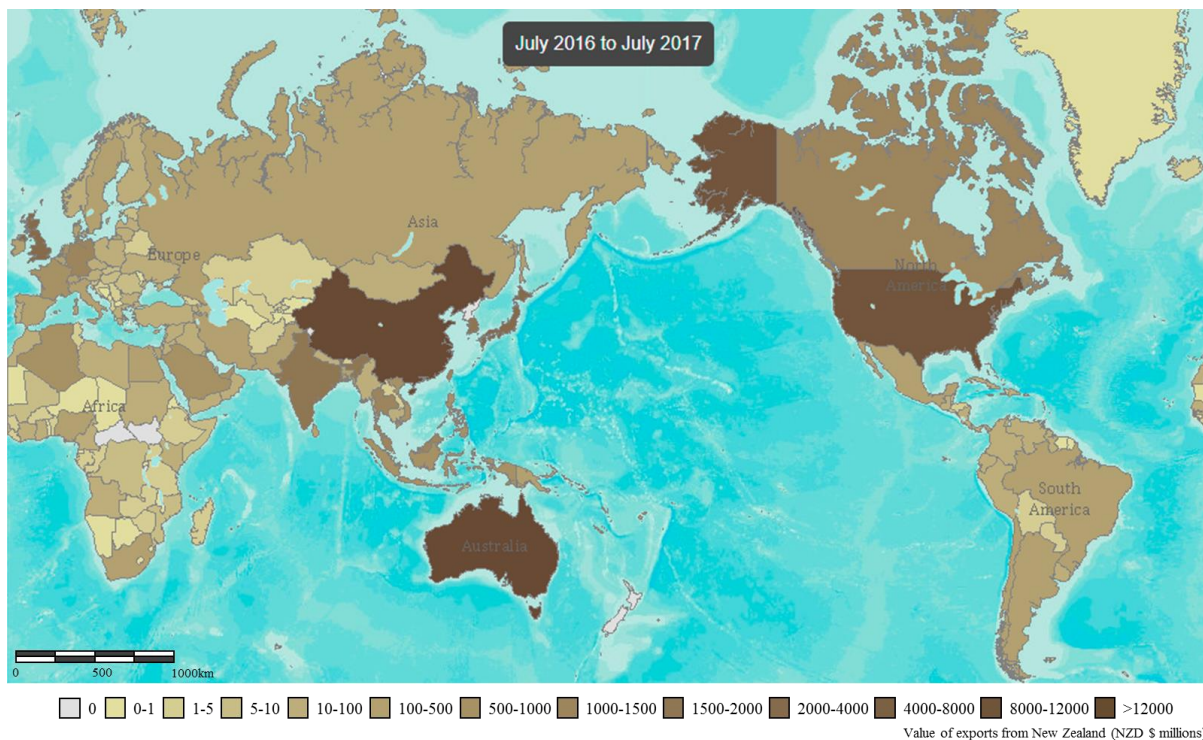 July 2016 to July 2017
Asia
Europe
North
America
Africa
South
America
Australia
0 500 1000km
0 0-1 1-5 5-10 10-100 100-500 500-1000 1000-1500 1500-2000 2000-4000 4000-8000 8000-12000 >12000
Value of exports from New Zealand (NZD $ millions)